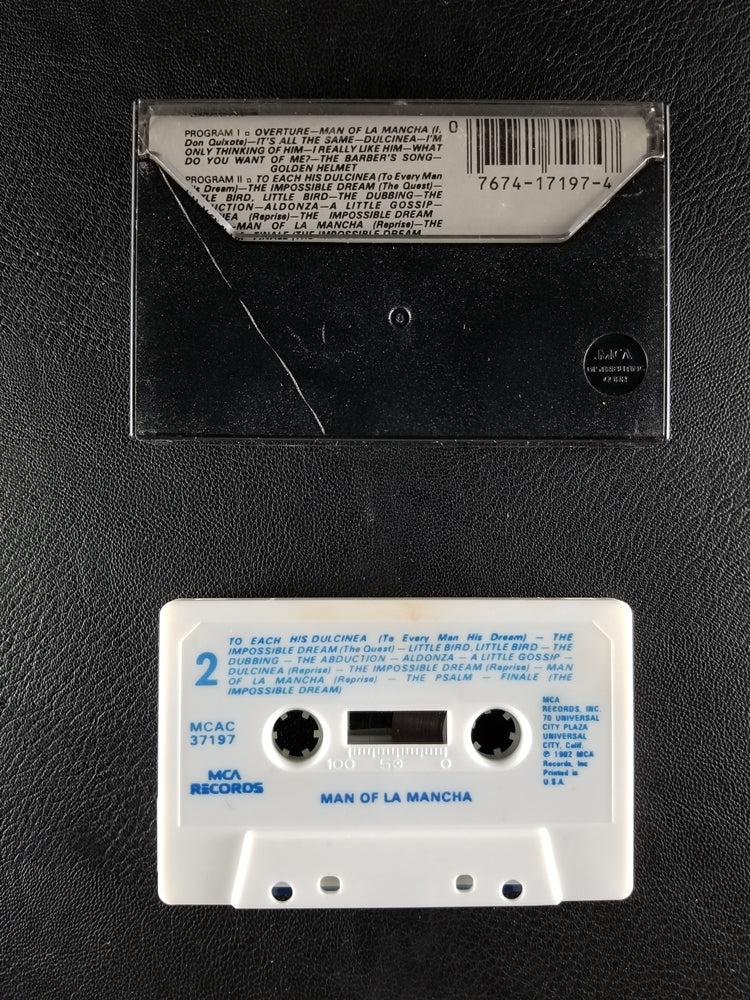 PROGRAM I □ OVERTURE—MAN OF LA MANCHA (I,
Don Quixote)—IT'S ALL THE SAME—DULCINEA—I'M
ONLY THINKING OF HIM—I REALLY LIKE HIM—WHAT
DO YOU WANT OF ME?—THE BARBER'S SONG—
GOLDEN HELMET
PROGRAM II □ TO EACH HIS DULCINEA (To Every Man
Dream)—THE IMPOSSIBLE DREAM (The Quest)—
BIRD, LITTLE BIRD—THE DUBBING—THE
—ALDONZA—A LITTLE GOSSIP—
(Reprise)—THE IMPOSSIBLE DREAM
MAN OF LA MANCHA (Reprise)—THE
FINALE (THE IMPOSSIBLE DREAM
0
7674-17197-4
MCA
DISTRIBUTING
CORP.
2
TO EACH HIS DULCINEA (To Every Man His Dream) — THE
IMPOSSIBLE DREAM (The Quest) — LITTLE BIRD, LITTLE BIRD — THE
DUBBING — THE ABDUCTION — ALDONZA — A LITTLE GOSSIP —
DULCINEA (Reprise) — THE IMPOSSIBLE DREAM (Reprise) — MAN
OF LA MANCHA (Reprise) — THE PSALM — FINALE (THE
IMPOSSIBLE DREAM)
MCAC
37197
MCA
RECORDS
100 50 0
MCA
RECORDS, INC.
70 UNIVERSAL
CITY PLAZA
UNIVERSAL
CITY, Calif.
℗ 1982 MCA
Records, Inc
Printed in
U.S.A.
MAN OF LA MANCHA